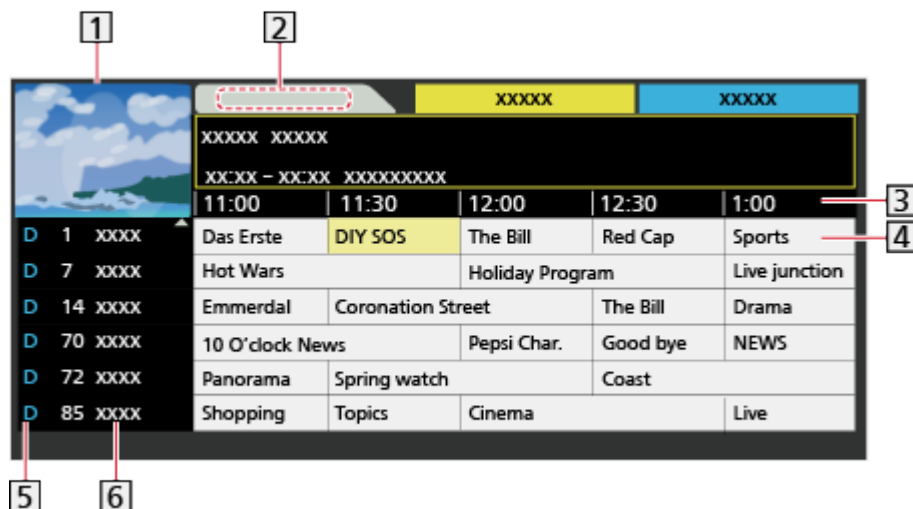 1 2
XXXXX XXXXX
XXXXX XXXXX
XX:XX – XX:XX XXXXXXXXX
11:00 11:30 12:00 12:30 1:00 3
D 1 XXXX Das Erste DIY SOS The Bill Red Cap Sports 4
D 7 XXXX Hot Wars Holiday Program Live junction
D 14 XXXX Emmerdal Coronation Street The Bill Drama
D 70 XXXX 10 O'clock News Pepsi Char. Good bye NEWS
D 72 XXXX Panorama Spring watch Coast
D 85 XXXX Shopping Topics Cinema Live
5 6